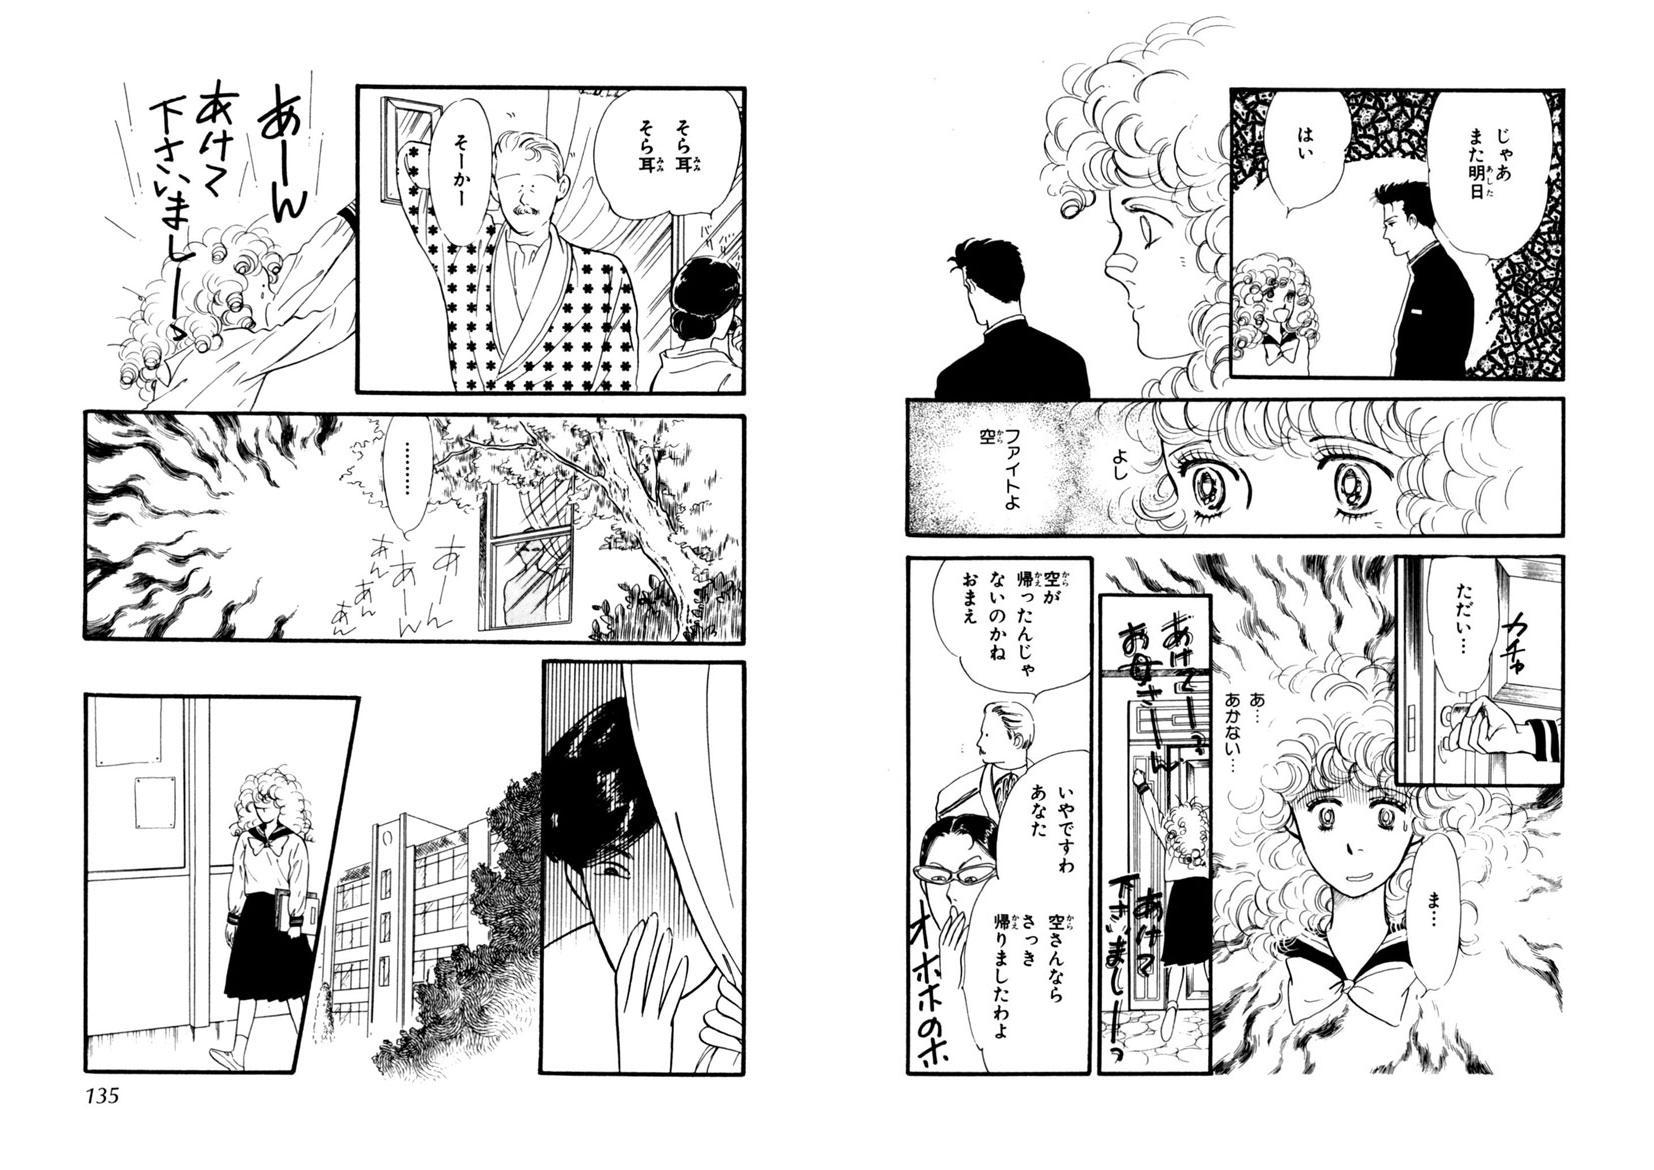 じゃあ
また明日
はい
よし
ファイトよ
空
ただい…
カチャ
ま…
あ…
あかない…
あけてーっ
お母さーん
あけて
下さいましーっ
空が
帰ったんじゃ
ないのかね
おまえ
いやですわ
あなた
空さんなら
さっき
帰りましたわよ
オホホホのホ
そら耳
そら耳
そーかー
あーん
あけて
下さいましーっ
………
あーん
あーん
あん
あん
あん
135